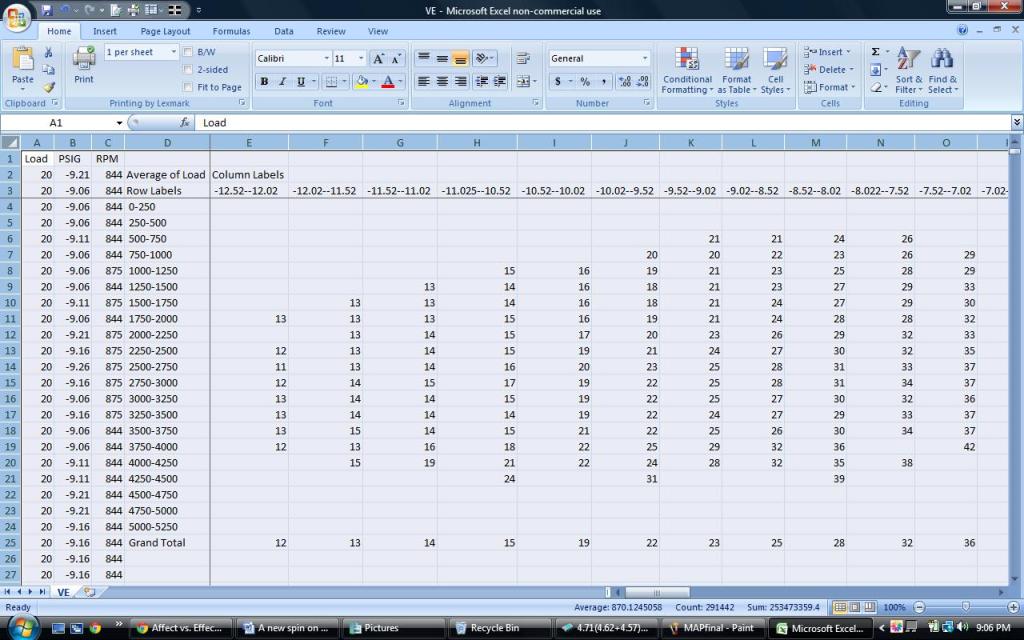 VE - Microsoft Excel non-commercial use
Home Insert Page Layout Formulas Data Review View
Paste
Clipboard
Print
1 per sheet
B/W
2-sided
Fit to Page
Printing by Lexmark
Calibri 11 A A
B I U A
Font
Alignment
General
$ % , .00 .0
Number
Conditional Formatting
Format as Table
Cell Styles
Styles
Insert
Delete
Format
Cells
Σ
Sort & Filter
Find & Select
Editing
A1 fx Load
A B C D E F G H I J K L M N O
1 Load PSIG RPM
2 20 -9.21 844 Average of Load Column Labels
3 20 -9.06 844 Row Labels -12.52--12.02 -12.02--11.52 -11.52--11.02 -11.025--10.52 -10.52--10.02 -10.02--9.52 -9.52--9.02 -9.02--8.52 -8.52--8.02 -8.022--7.52 -7.52--7.02 -7.02-
4 20 -9.06 844 0-250
5 20 -9.06 844 250-500
6 20 -9.11 844 500-750 21 21 24 26
7 20 -9.06 844 750-1000 20 20 22 23 26 29
8 20 -9.06 875 1000-1250 15 16 19 21 23 25 28 29
9 20 -9.06 844 1250-1500 13 14 16 18 21 23 27 29 33
10 20 -9.11 875 1500-1750 13 13 14 16 18 21 24 27 29 30
11 20 -9.06 844 1750-2000 13 13 13 15 16 19 21 24 28 28 32
12 20 -9.21 875 2000-2250 13 14 15 17 20 23 26 29 32 33
13 20 -9.16 875 2250-2500 12 13 14 15 19 21 24 27 30 32 35
14 20 -9.26 875 2500-2750 11 13 14 16 20 23 25 28 31 33 37
15 20 -9.16 875 2750-3000 12 14 15 17 19 22 25 28 31 34 37
16 20 -9.06 875 3000-3250 13 14 14 15 19 22 25 27 30 32 36
17 20 -9.16 875 3250-3500 13 14 14 14 19 22 24 27 29 33 37
18 20 -9.06 844 3500-3750 13 15 14 15 21 22 25 26 30 34 37
19 20 -9.06 844 3750-4000 12 13 16 18 22 25 29 32 36 42
20 20 -9.11 844 4000-4250 15 19 21 22 24 28 32 35 38
21 20 -9.11 844 4250-4500 24 31 39
22 20 -9.21 844 4500-4750
23 20 -9.21 844 4750-5000
24 20 -9.16 844 5000-5250
25 20 -9.16 844 Grand Total 12 13 14 15 19 22 23 25 28 32 36
26 20 -9.16 844
27 20 -9.16 844
VE
Ready Average: 870.1245058 Count: 291442 Sum: 253473359.4 100%
Affect vs. Effec... A new spin on ... Pictures Recycle Bin 4.71(4.62+4.57)... MAPfinal - Paint Microsoft Excel... 9:06 PM